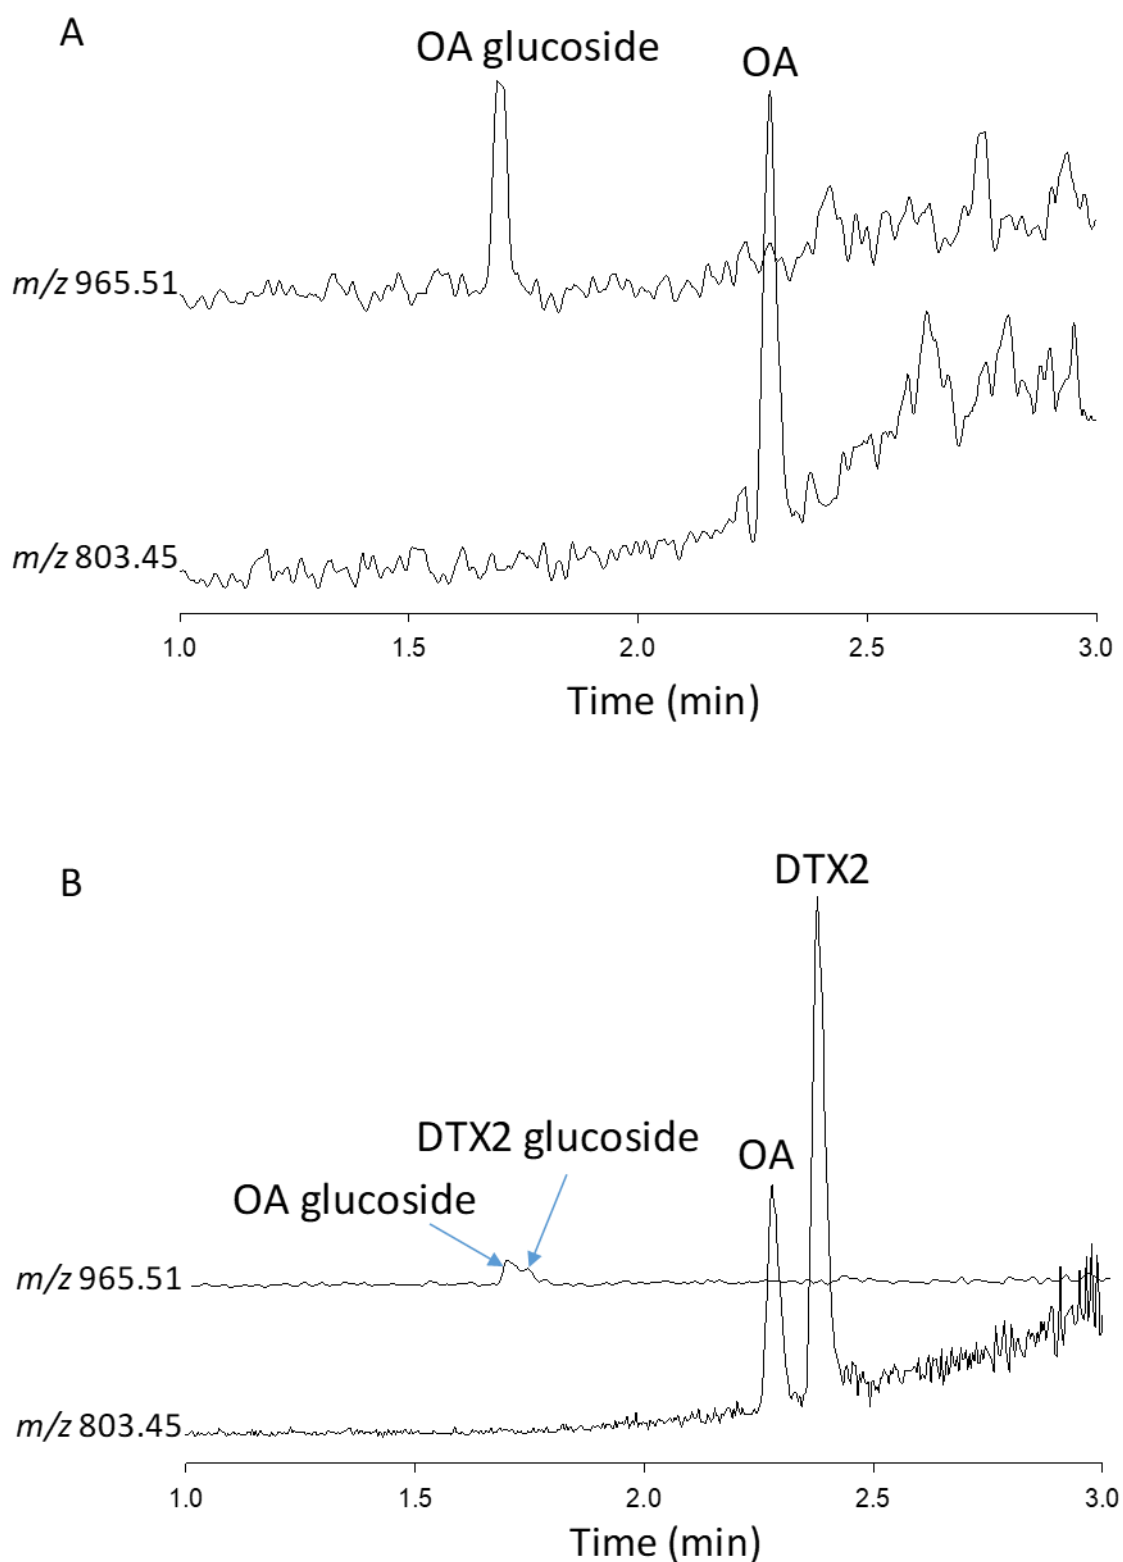 A
OA glucoside
OA
m/z 965.51
m/z 803.45
1.0 1.5 2.0 2.5 3.0
Time (min)
B
DTX2
DTX2 glucoside
OA
OA glucoside
m/z 965.51
m/z 803.45
1.0 1.5 2.0 2.5 3.0
Time (min)